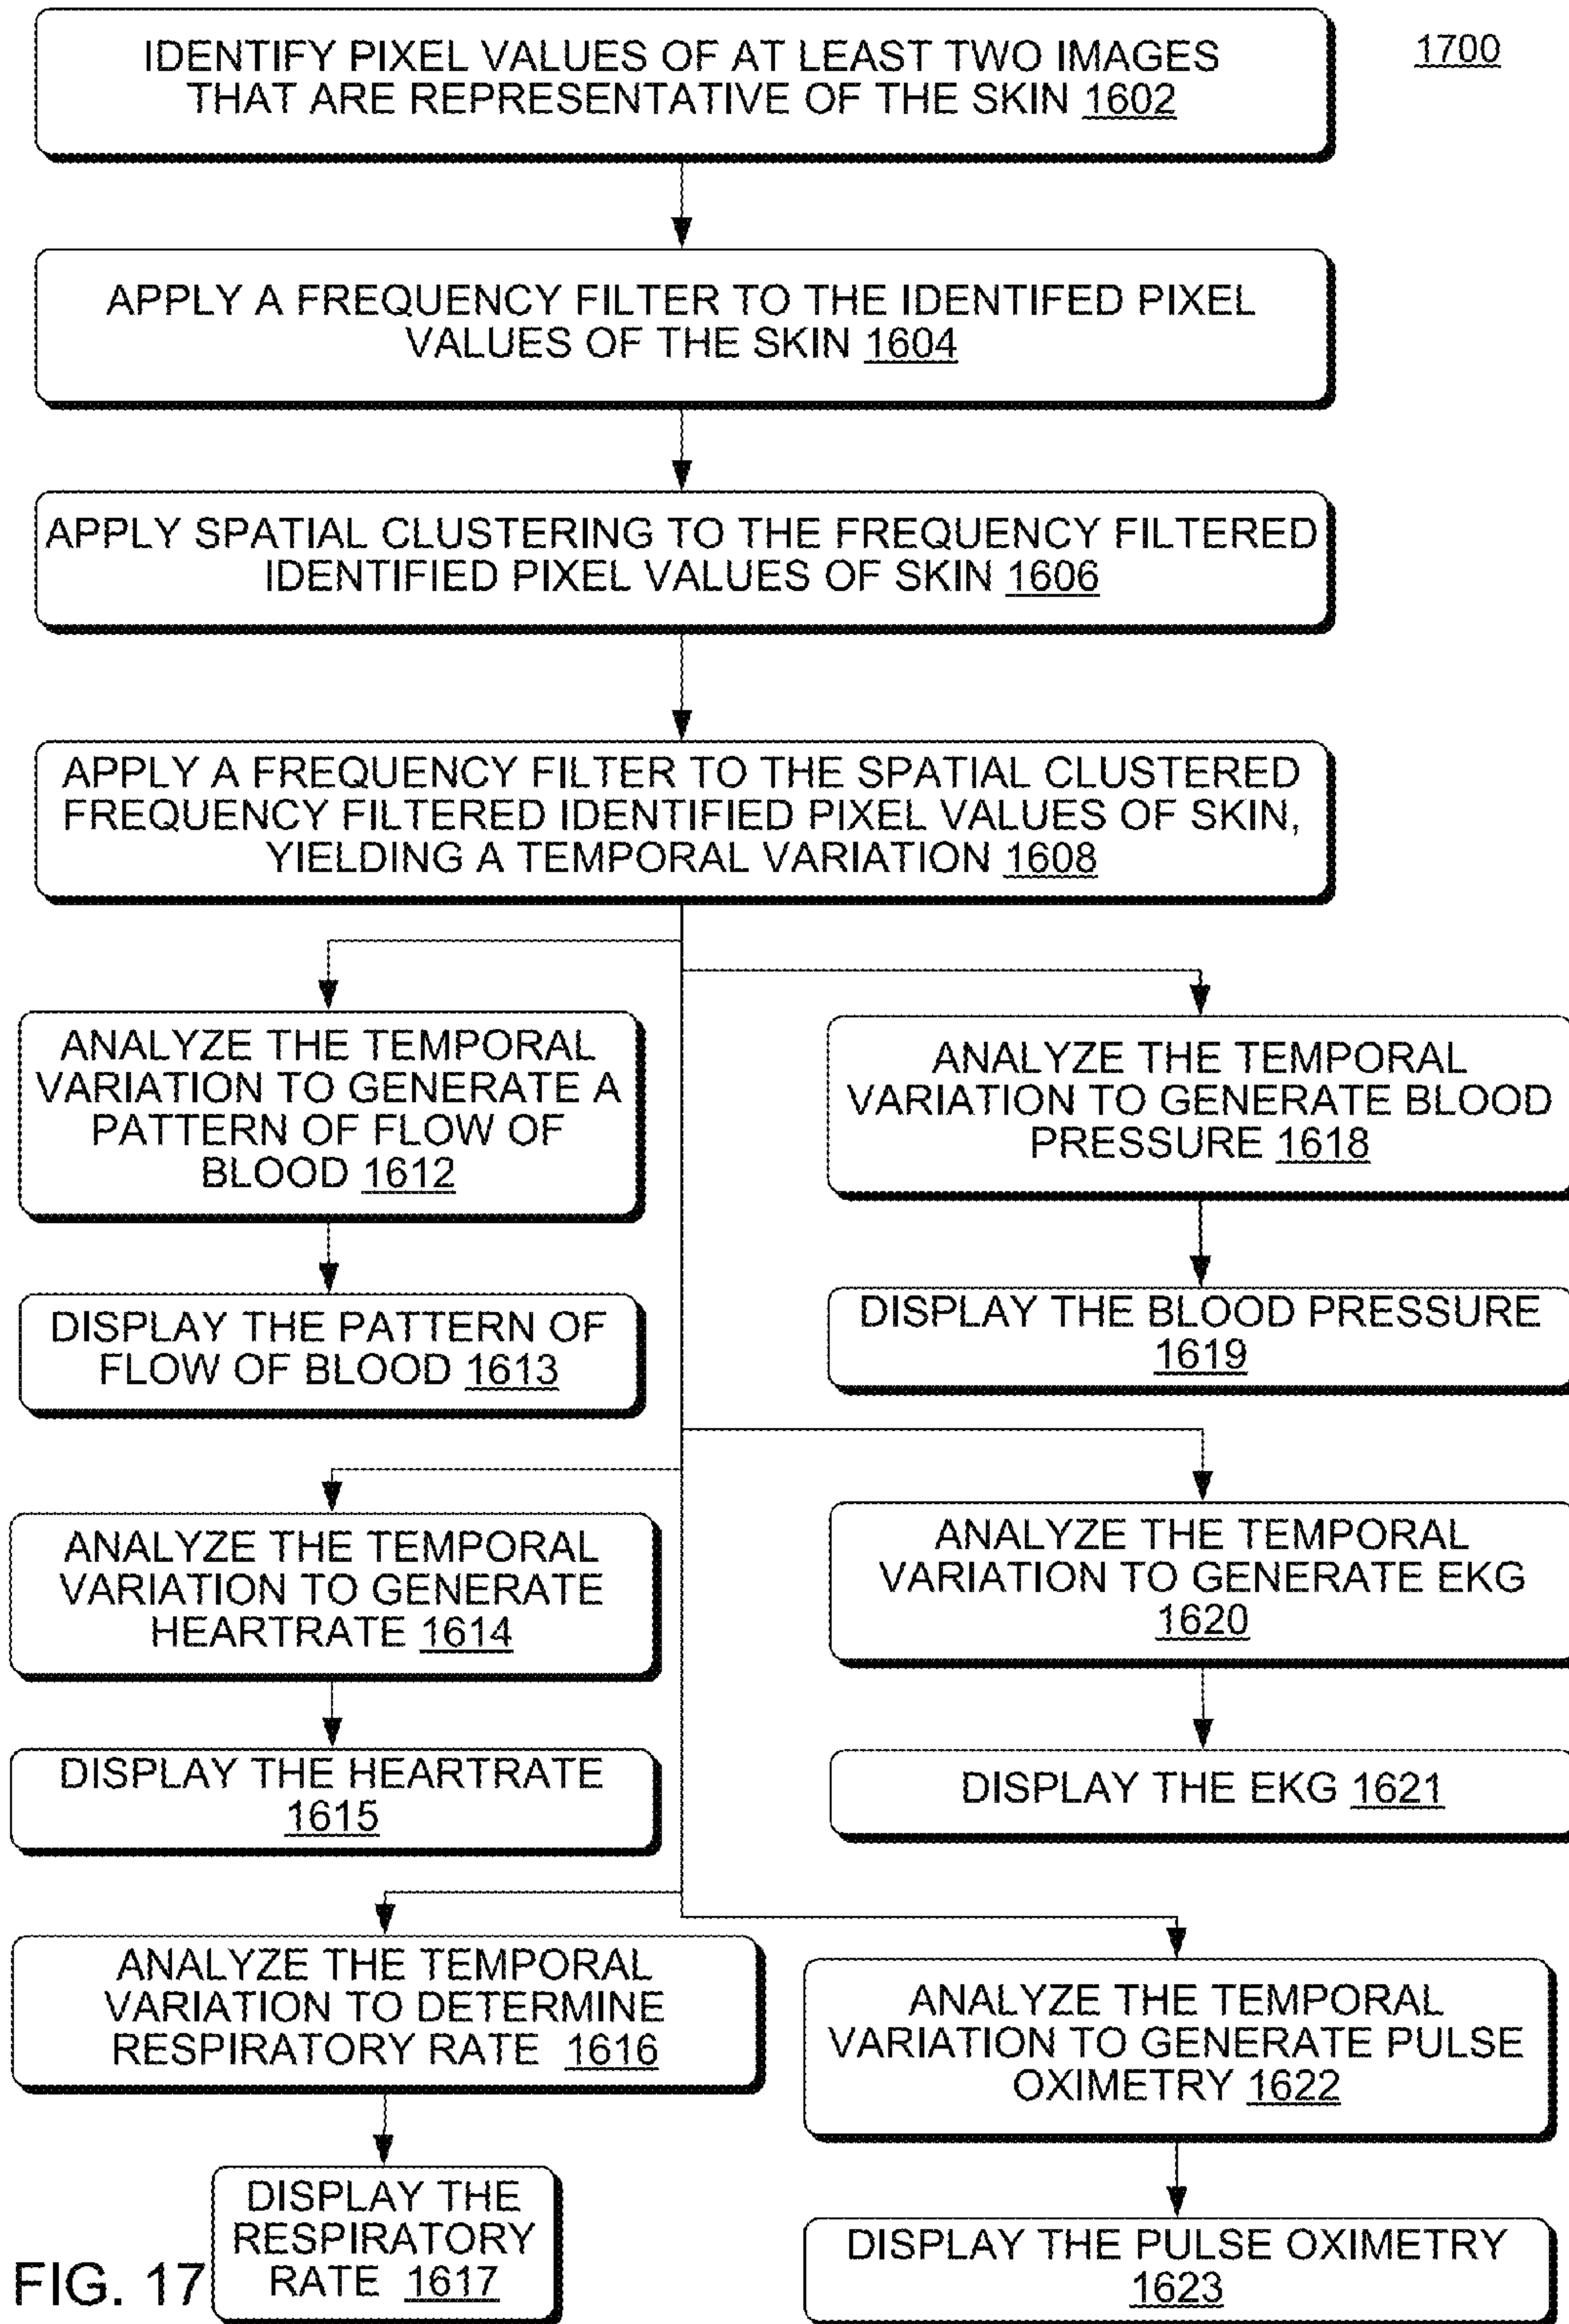 IDENTIFY PIXEL VALUES OF AT LEAST TWO IMAGES
THAT ARE REPRESENTATIVE OF THE SKIN 1602
1700
APPLY A FREQUENCY FILTER TO THE IDENTIFED PIXEL
VALUES OF THE SKIN 1604
APPLY SPATIAL CLUSTERING TO THE FREQUENCY FILTERED
IDENTIFIED PIXEL VALUES OF SKIN 1606
APPLY A FREQUENCY FILTER TO THE SPATIAL CLUSTERED
FREQUENCY FILTERED IDENTIFIED PIXEL VALUES OF SKIN,
YIELDING A TEMPORAL VARIATION 1608
ANALYZE THE TEMPORAL
VARIATION TO GENERATE A
PATTERN OF FLOW OF
BLOOD 1612
ANALYZE THE TEMPORAL
VARIATION TO GENERATE BLOOD
PRESSURE 1618
DISPLAY THE PATTERN OF
FLOW OF BLOOD 1613
DISPLAY THE BLOOD PRESSURE
1619
ANALYZE THE TEMPORAL
VARIATION TO GENERATE
HEARTRATE 1614
ANALYZE THE TEMPORAL
VARIATION TO GENERATE EKG
1620
DISPLAY THE HEARTRATE
1615
DISPLAY THE EKG 1621
ANALYZE THE TEMPORAL
VARIATION TO DETERMINE
RESPIRATORY RATE 1616
ANALYZE THE TEMPORAL
VARIATION TO GENERATE PULSE
OXIMETRY 1622
DISPLAY THE
RESPIRATORY
RATE 1617
DISPLAY THE PULSE OXIMETRY
1623
FIG. 17